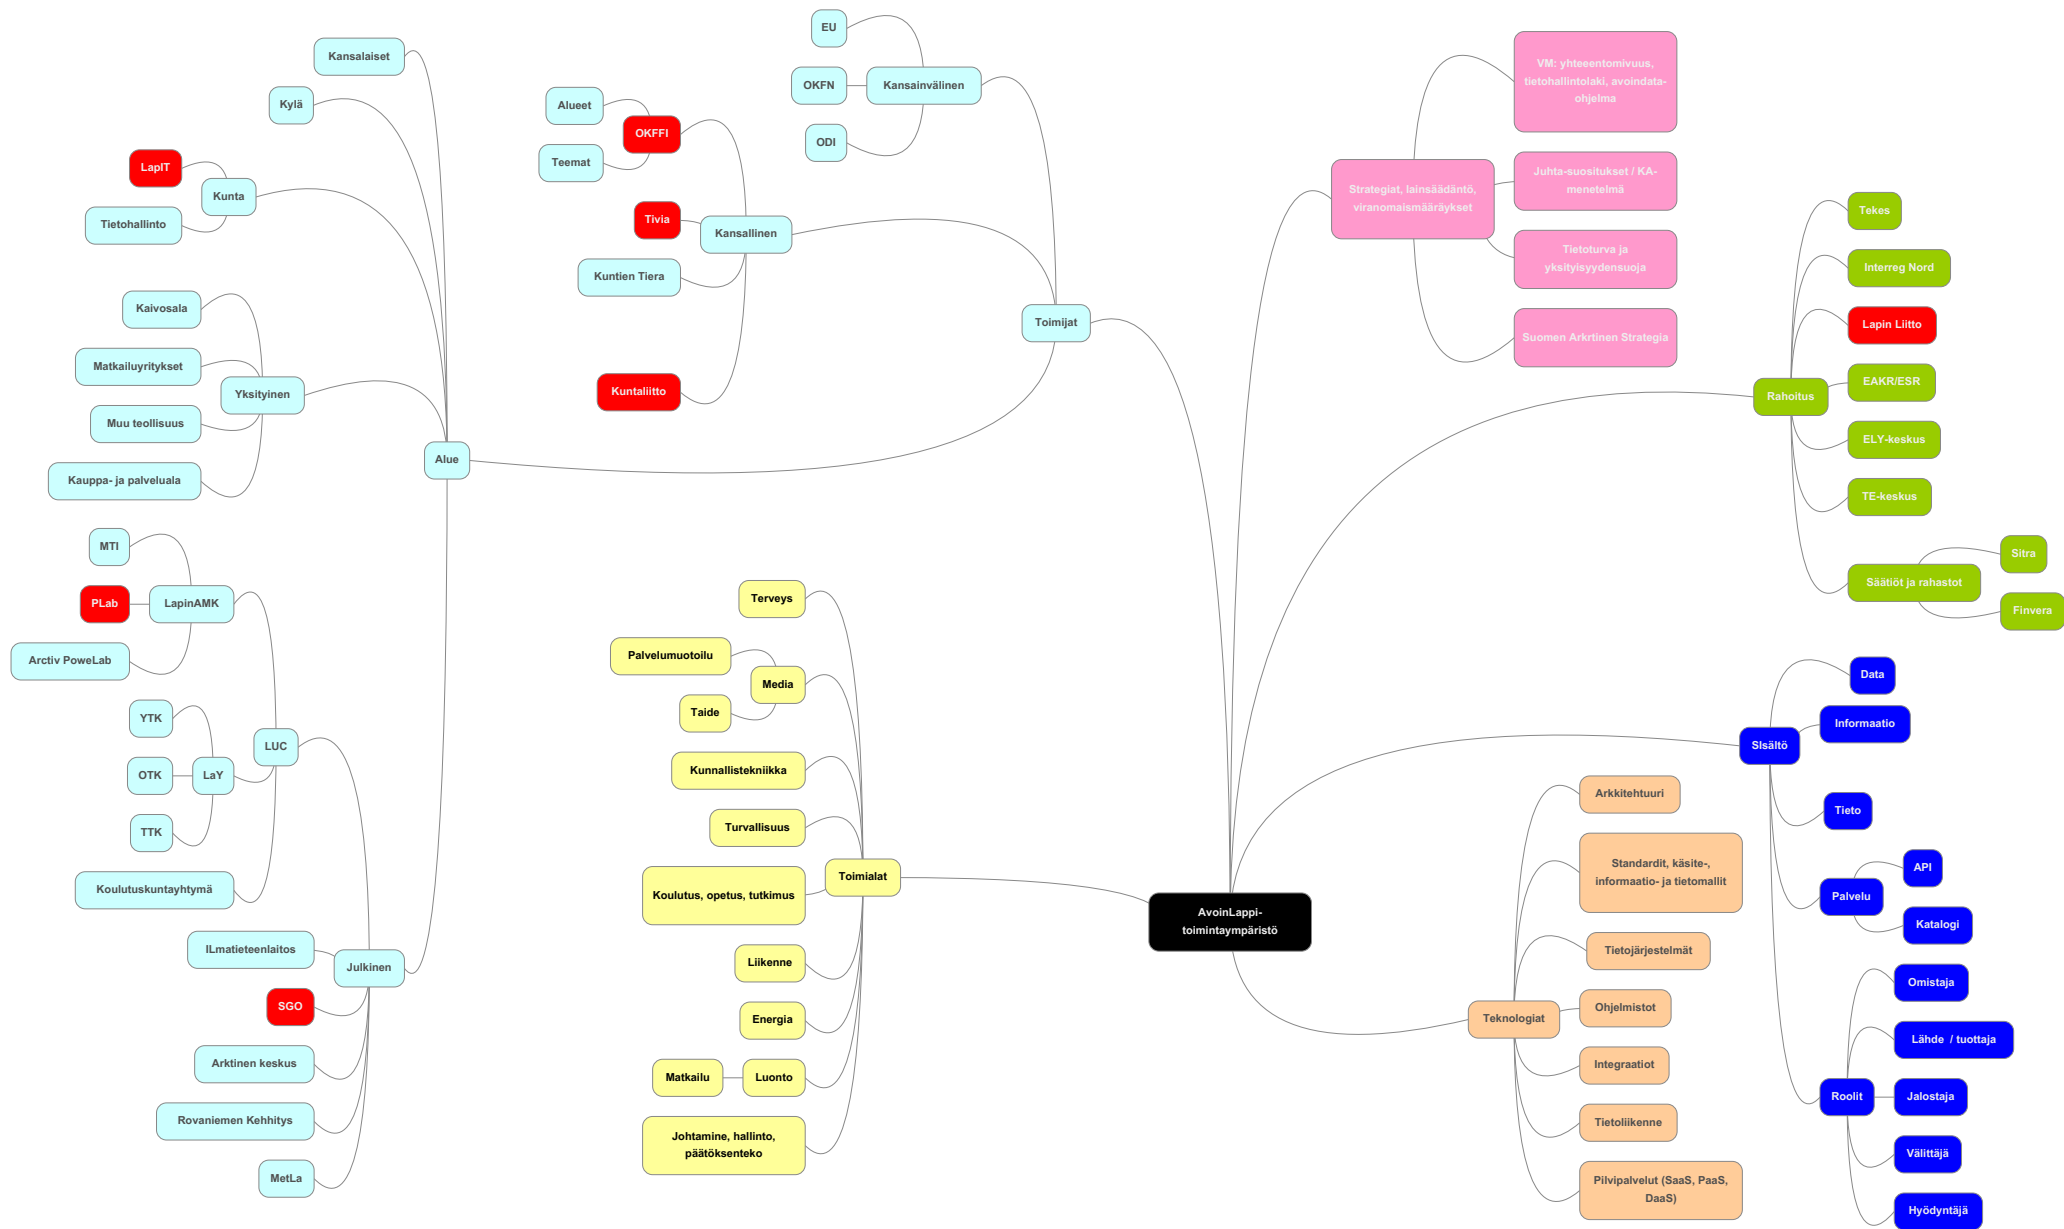 AvoinLappi-
toimintaympäristö
Toimijat
Kansainvälinen
EU
OKFN
ODI
Kansallinen
OKFFI
Alueet
Teemat
Tivia
Kuntien Tiera
Kuntaliitto
Alue
Kansalaiset
Kylä
Kunta
LapIT
Tietohallinto
Yksityinen
Kaivosala
Matkailuyritykset
Muu teollisuus
Kauppa- ja palveluala
Julkinen
LUC
LapinAMK
MTI
PLab
Arctiv PoweLab
LaY
YTK
OTK
TTK
Koulutuskuntayhtymä
ILmatieteenlaitos
SGO
Arktinen keskus
Rovaniemen Kehhitys
MetLa
Toimialat
Terveys
Media
Palvelumuotoilu
Taide
Kunnallistekniikka
Turvallisuus
Koulutus, opetus, tutkimus
Liikenne
Energia
Luonto
Matkailu
Johtamine, hallinto,
päätöksenteko
Strategiat, lainsäädäntö,
viranomaismääräykset
VM: yhteeentomivuus,
tietohallintolaki, avoindata-
ohjelma
Juhta-suositukset / KA-
menetelmä
Tietoturva ja
yksityisyydensuoja
Suomen Arkrtinen Strategia
Rahoitus
Tekes
Interreg Nord
Lapin Liitto
EAKR/ESR
ELY-keskus
TE-keskus
Säätiöt ja rahastot
Sitra
Finvera
SIsältö
Data
Informaatio
Tieto
Palvelu
API
Katalogi
Roolit
Omistaja
Lähde  / tuottaja
Jalostaja
Välittäjä
Hyödyntäjä
Teknologiat
Arkkitehtuuri
Standardit, käsite-,
informaatio- ja tietomallit
Tietojärjestelmät
Ohjelmistot
Integraatiot
Tietoliikenne
Pilvipalvelut (SaaS, PaaS,
DaaS)